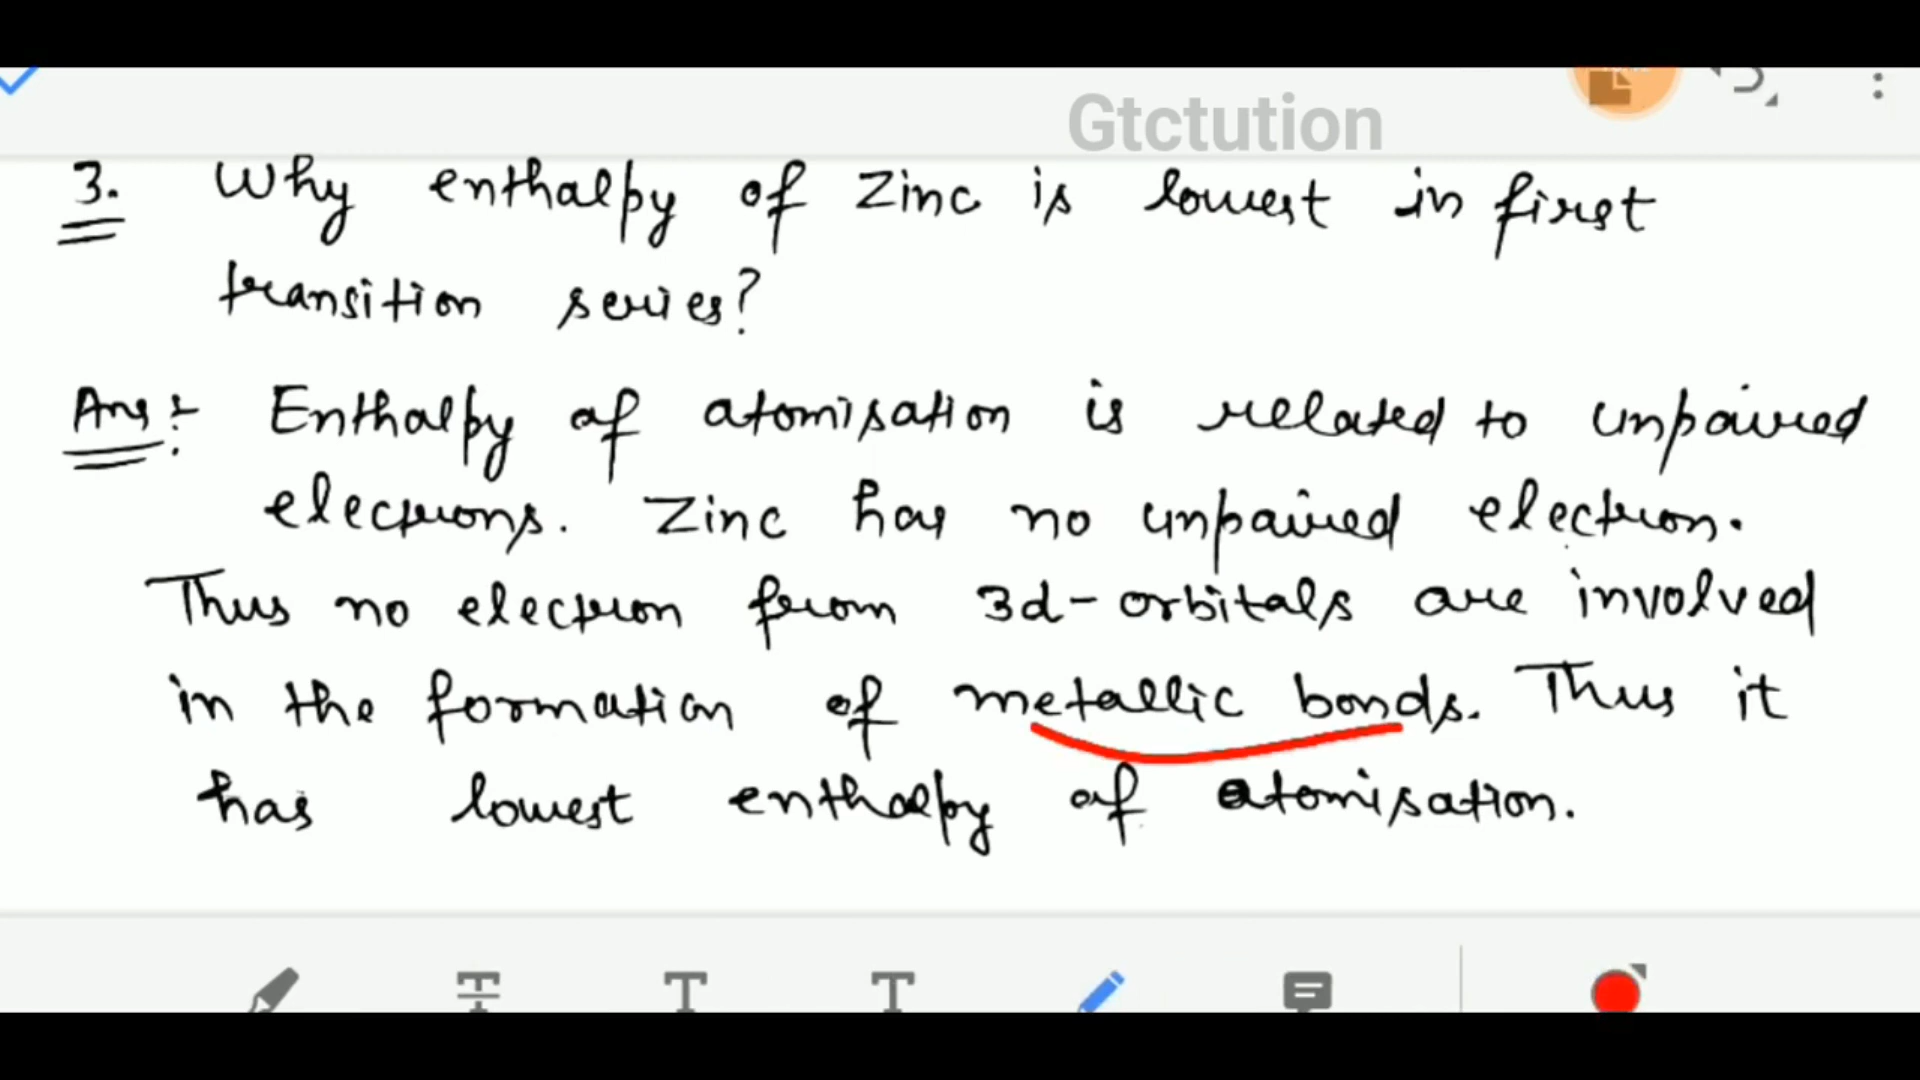 Gtctution
3. Why enthalpy of zinc is lowest in first
transition series?
Ans:- Enthalpy of atomisation is related to unpaired
electrons. Zinc has no unpaired electron.
Thus no electron from 3d-orbitals are involved
in the formation of metallic bonds. Thus it
has lowest enthalpy of atomisation.